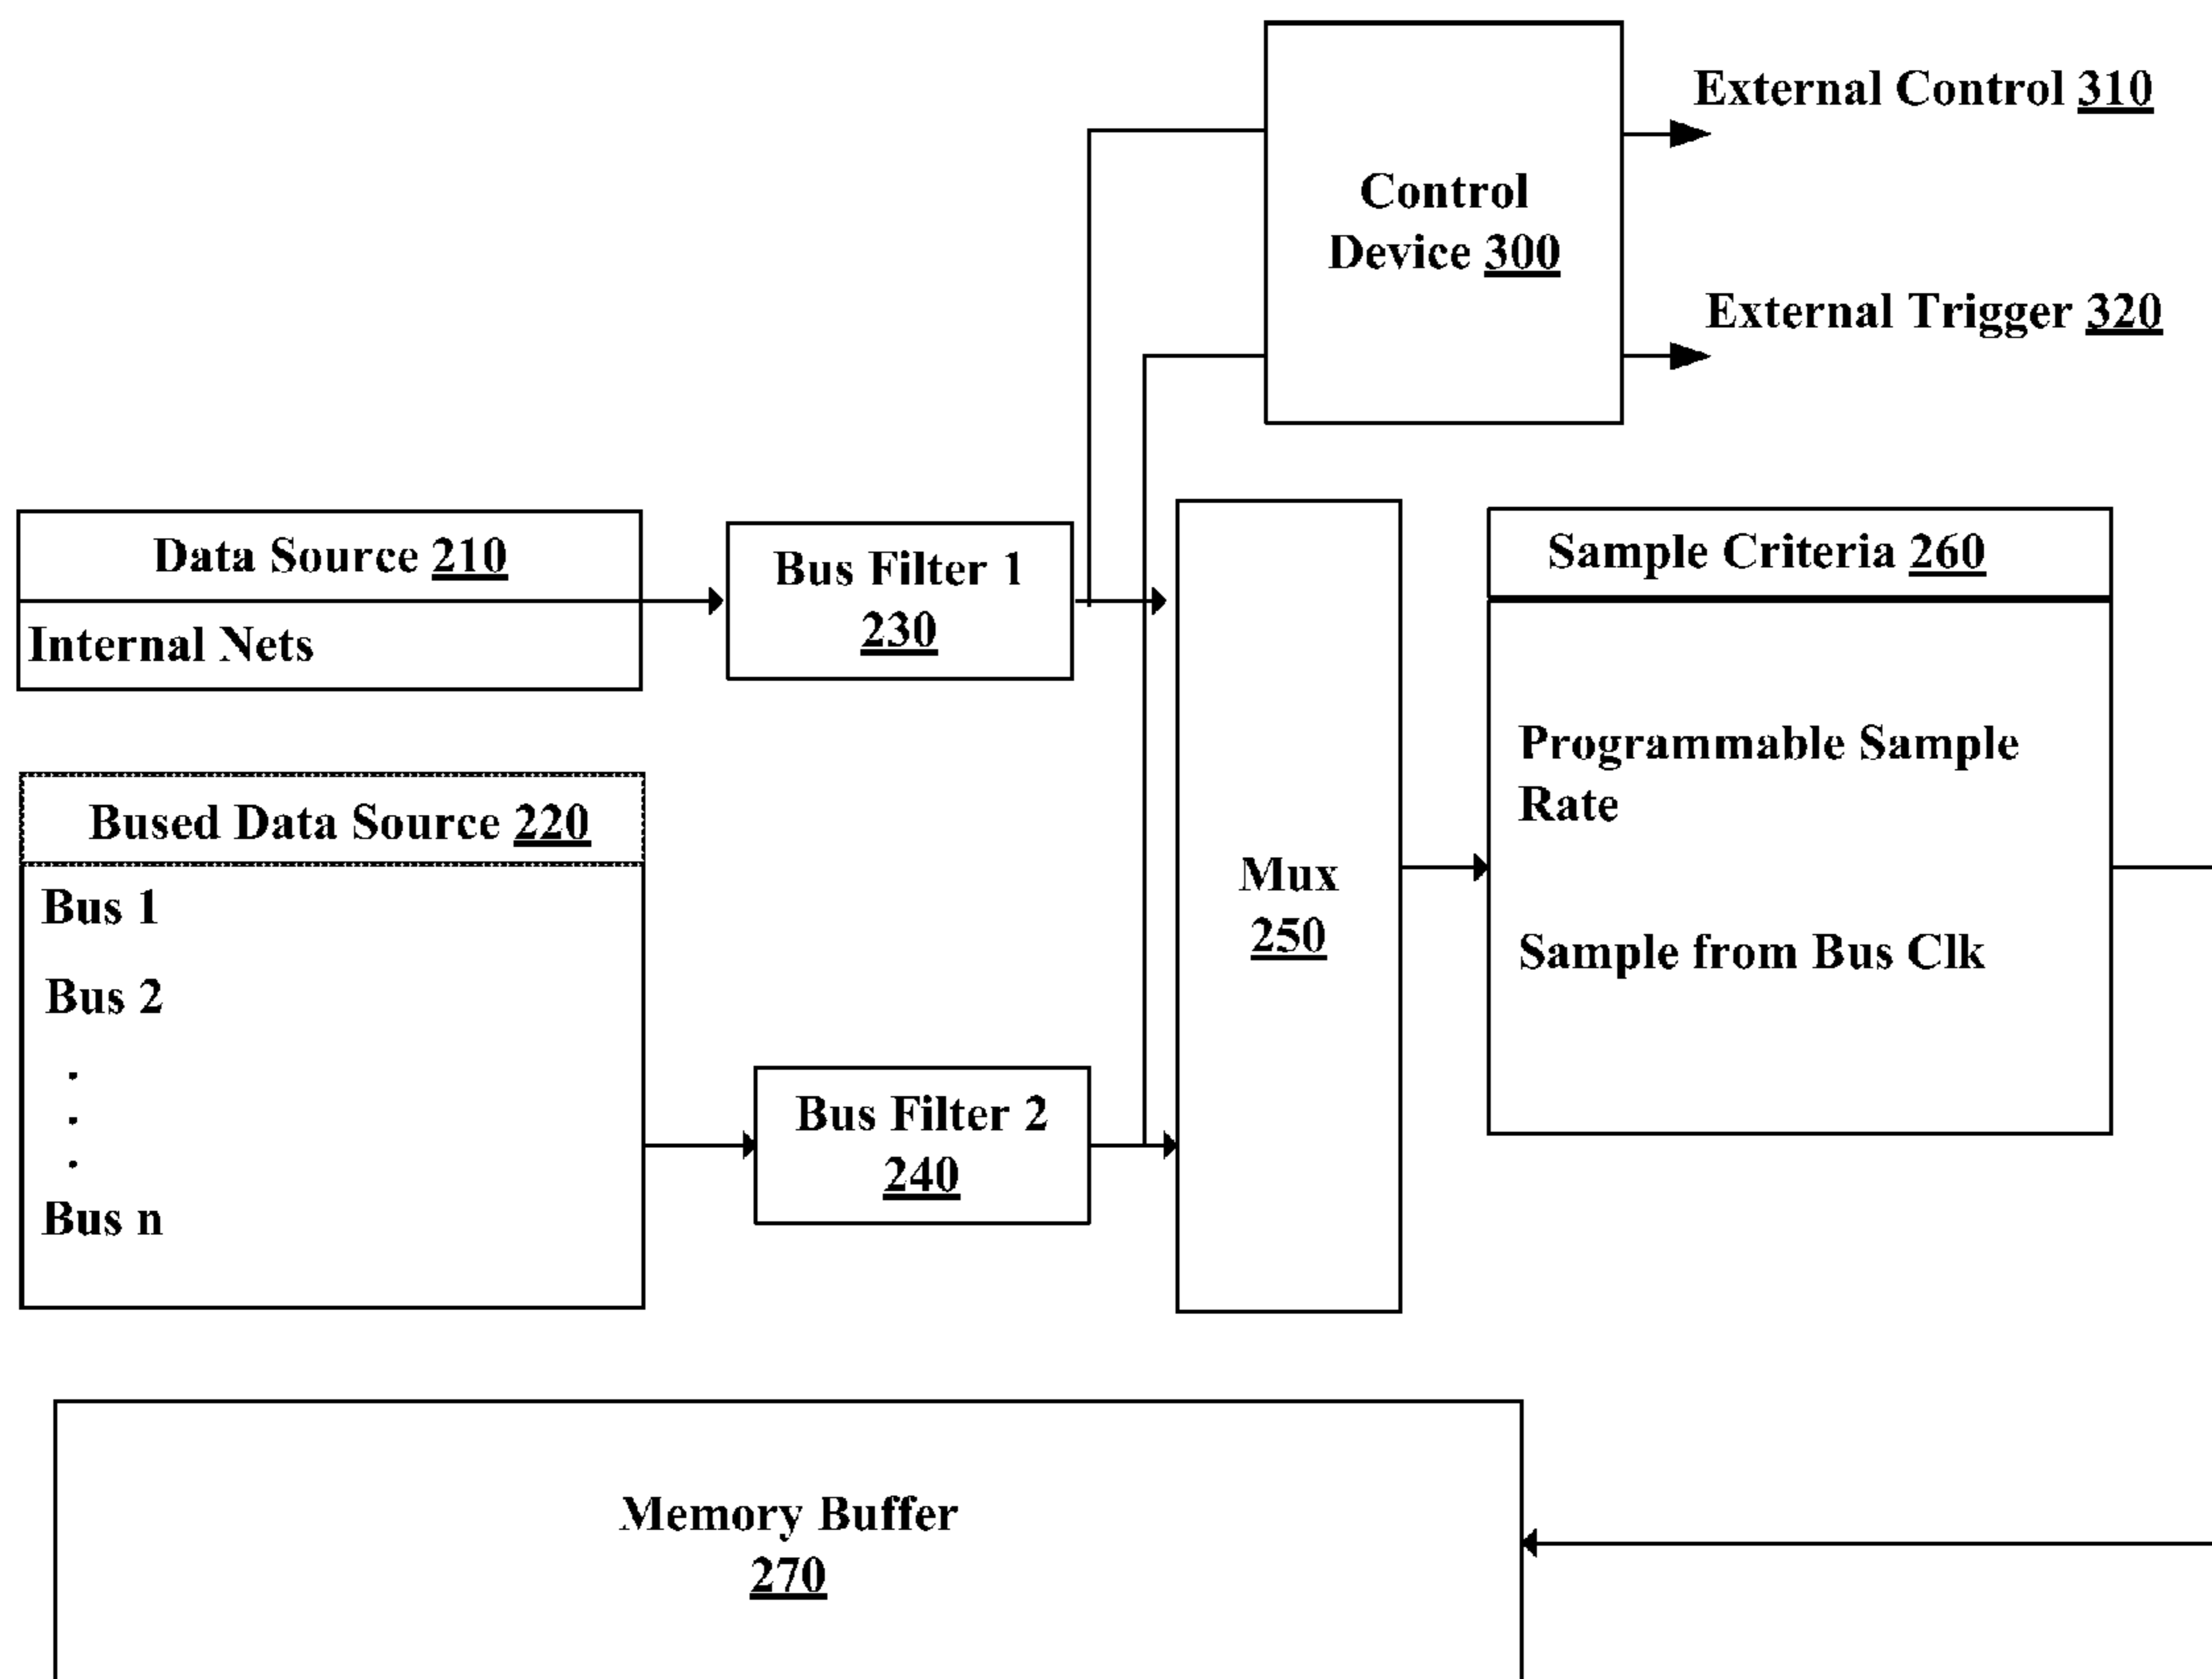 External Control 310
Control
Device 300
External Trigger 320
Data Source 210
Internal Nets
Bus Filter 1
230
Sample Criteria 260
Programmable Sample
Rate
Sample from Bus Clk
Bused Data Source 220
Bus 1
Bus 2
.
.
.
Bus n
Mux
250
Bus Filter 2
240
Memory Buffer
270